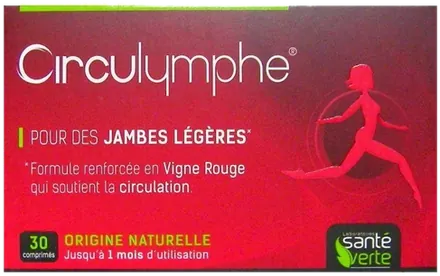 Circulymphe®
POUR DES JAMBES LÉGÈRES*
*Formule renforcée en Vigne Rouge
qui soutient la circulation.
30
comprimés
ORIGINE NATURELLE
Jusqu'à 1 mois d'utilisation
Laboratoires
santé
verte